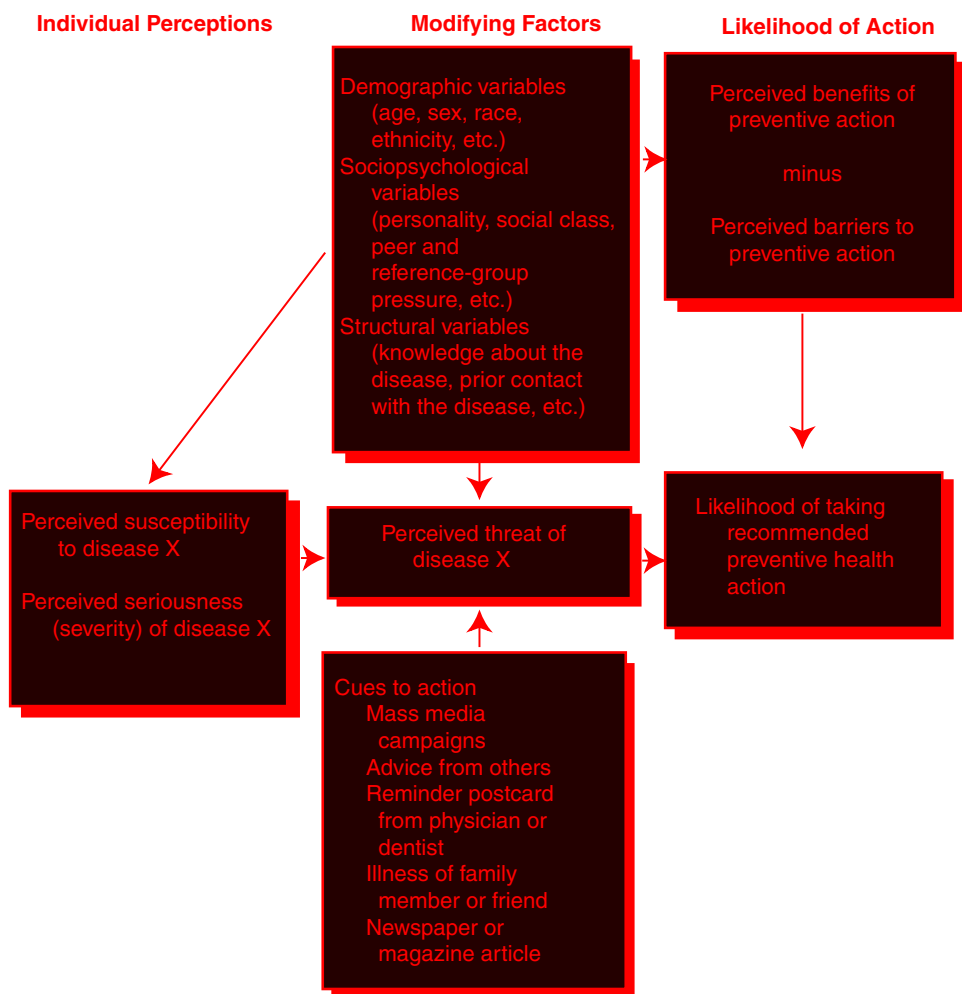 Individual Perceptions
Modifying Factors
Likelihood of Action
Demographic variables
(age, sex, race,
ethnicity, etc.)
Sociopsychological
variables
(personality, social class,
peer and
reference-group
pressure, etc.)
Structural variables
(knowledge about the
disease, prior contact
with the disease, etc.)
Perceived benefits of
preventive action
minus
Perceived barriers to
preventive action
Perceived susceptibility
to disease X
Perceived seriousness
(severity) of disease X
Perceived threat of
disease X
Likelihood of taking
recommended
preventive health
action
Cues to action
Mass media
campaigns
Advice from others
Reminder postcard
from physician or
dentist
Illness of family
member or friend
Newspaper or
magazine article